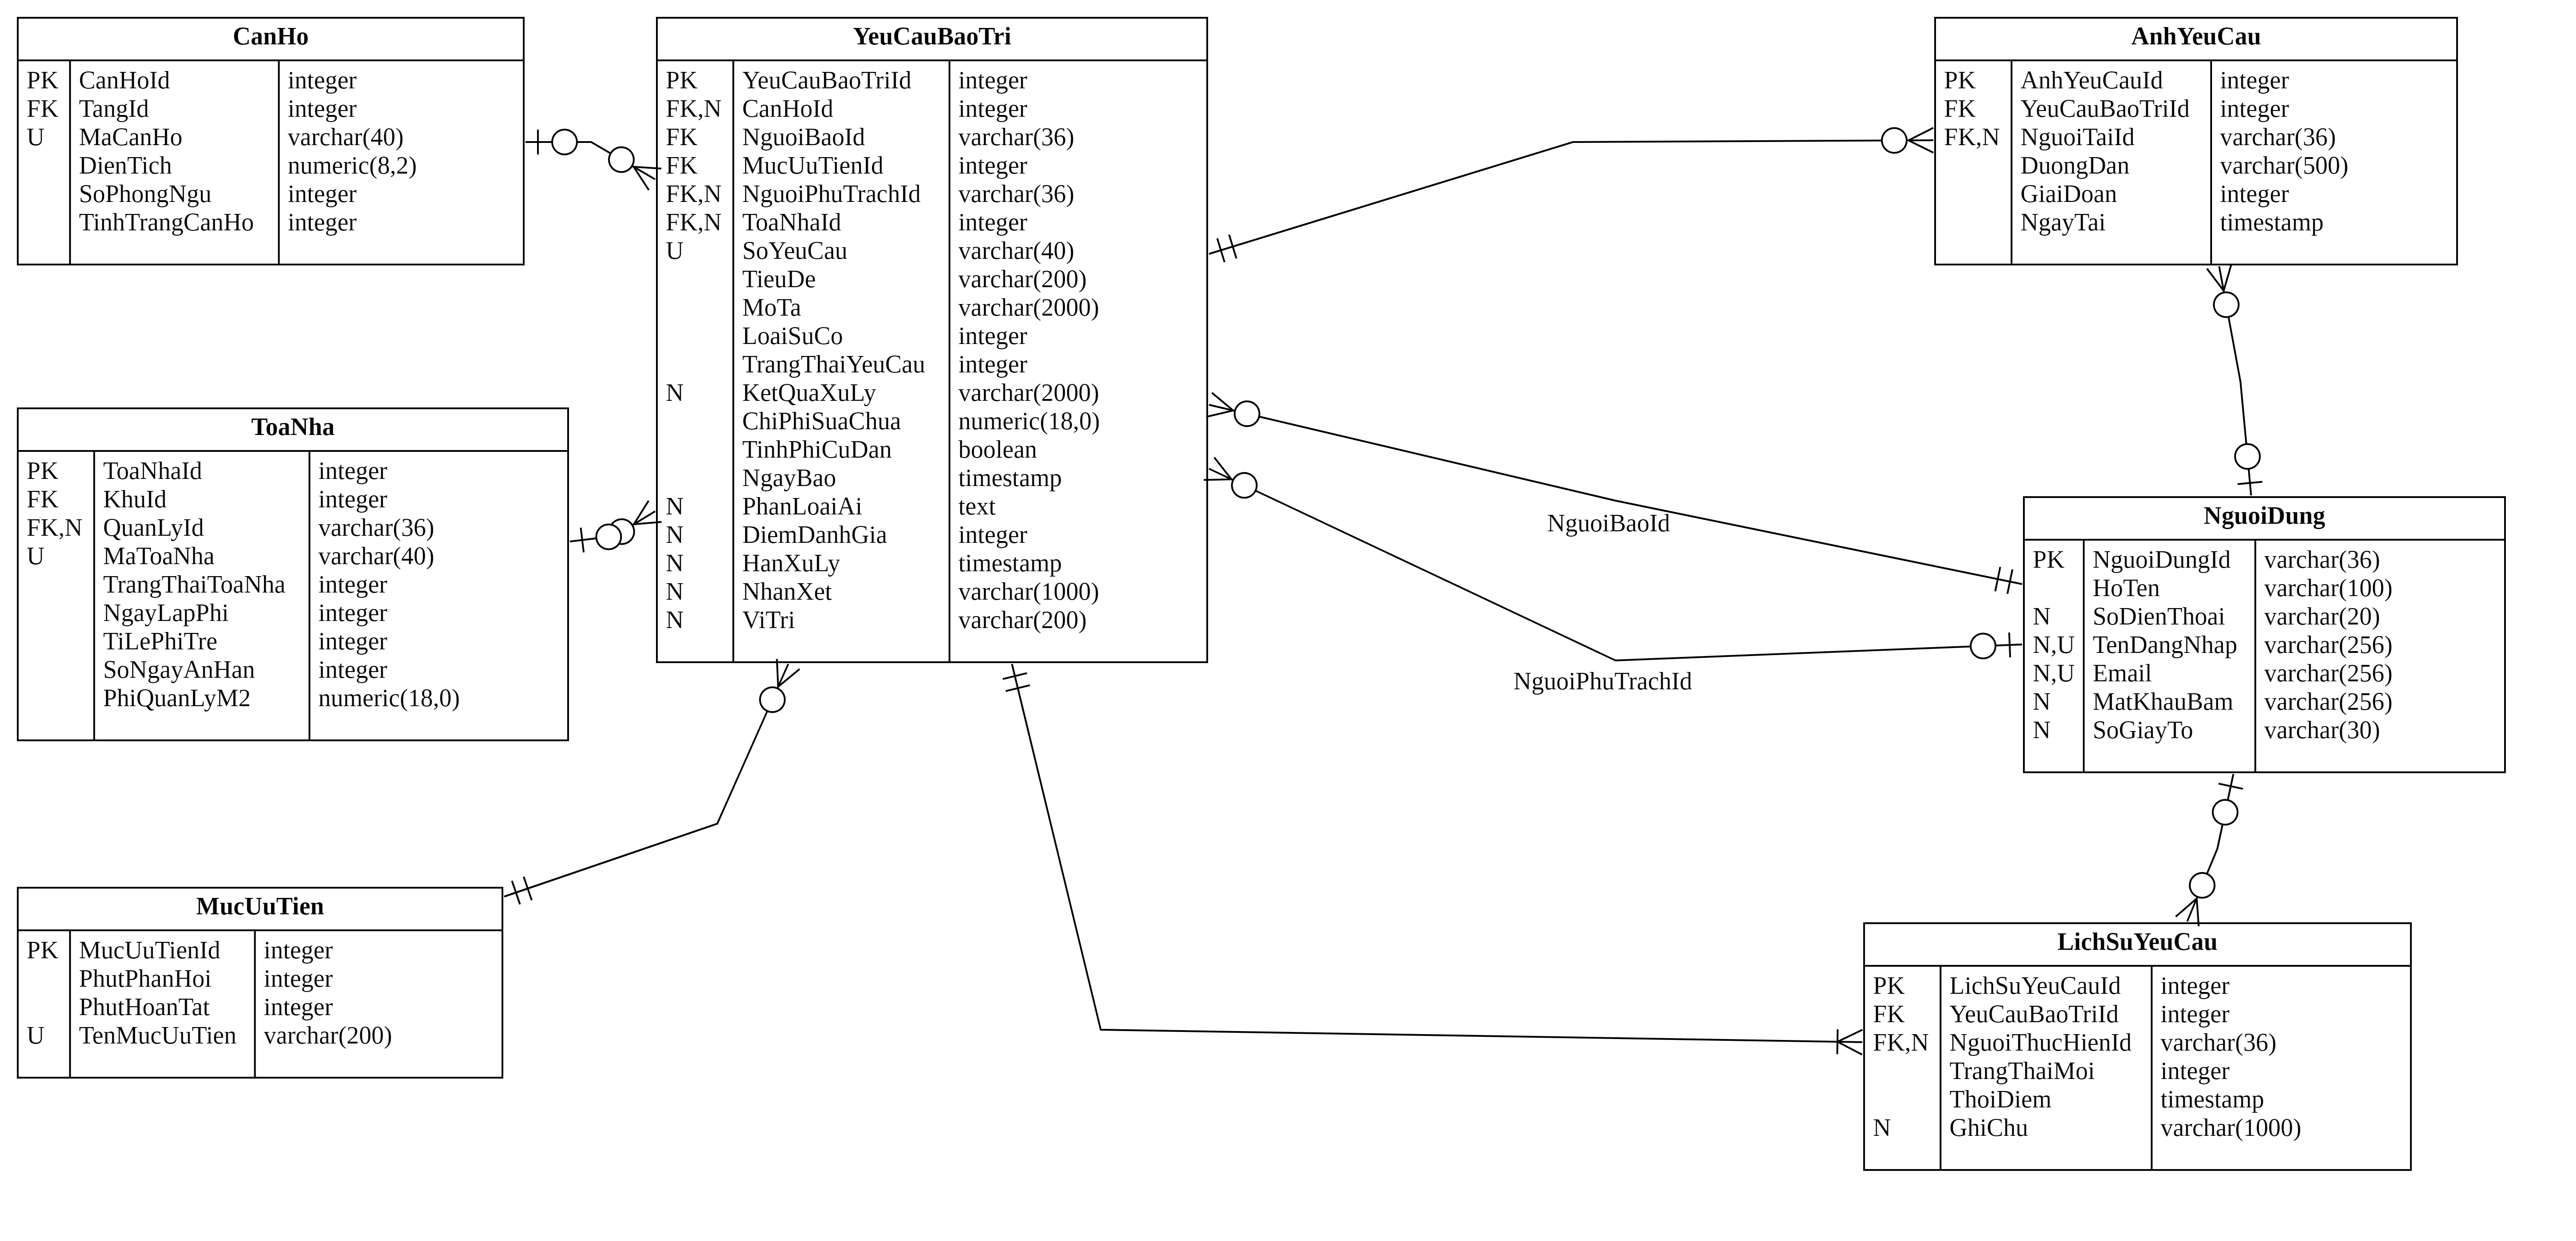 CanHo
PK CanHoId integer
FK TangId integer
U MaCanHo varchar(40)
DienTich numeric(8,2)
SoPhongNgu integer
TinhTrangCanHo integer
YeuCauBaoTri
PK YeuCauBaoTriId integer
FK,N CanHoId integer
FK NguoiBaoId varchar(36)
FK MucUuTienId integer
FK,N NguoiPhuTrachId varchar(36)
FK,N ToaNhaId integer
U SoYeuCau varchar(40)
TieuDe varchar(200)
MoTa varchar(2000)
LoaiSuCo integer
TrangThaiYeuCau integer
N KetQuaXuLy varchar(2000)
ChiPhiSuaChua numeric(18,0)
TinhPhiCuDan boolean
NgayBao timestamp
N PhanLoaiAi text
N DiemDanhGia integer
N HanXuLy timestamp
N NhanXet varchar(1000)
N ViTri varchar(200)
AnhYeuCau
PK AnhYeuCauId integer
FK YeuCauBaoTriId integer
FK,N NguoiTaiId varchar(36)
DuongDan varchar(500)
GiaiDoan integer
NgayTai timestamp
ToaNha
PK ToaNhaId integer
FK KhuId integer
FK,N QuanLyId varchar(36)
U MaToaNha varchar(40)
TrangThaiToaNha integer
NgayLapPhi integer
TiLePhiTre integer
SoNgayAnHan integer
PhiQuanLyM2 numeric(18,0)
NguoiBaoId
NguoiPhuTrachId
NguoiDung
PK NguoiDungId varchar(36)
HoTen varchar(100)
N SoDienThoai varchar(20)
N,U TenDangNhap varchar(256)
N,U Email varchar(256)
N MatKhauBam varchar(256)
N SoGiayTo varchar(30)
MucUuTien
PK MucUuTienId integer
PhutPhanHoi integer
PhutHoanTat integer
U TenMucUuTien varchar(200)
LichSuYeuCau
PK LichSuYeuCauId integer
FK YeuCauBaoTriId integer
FK,N NguoiThucHienId varchar(36)
TrangThaiMoi integer
ThoiDiem timestamp
N GhiChu varchar(1000)